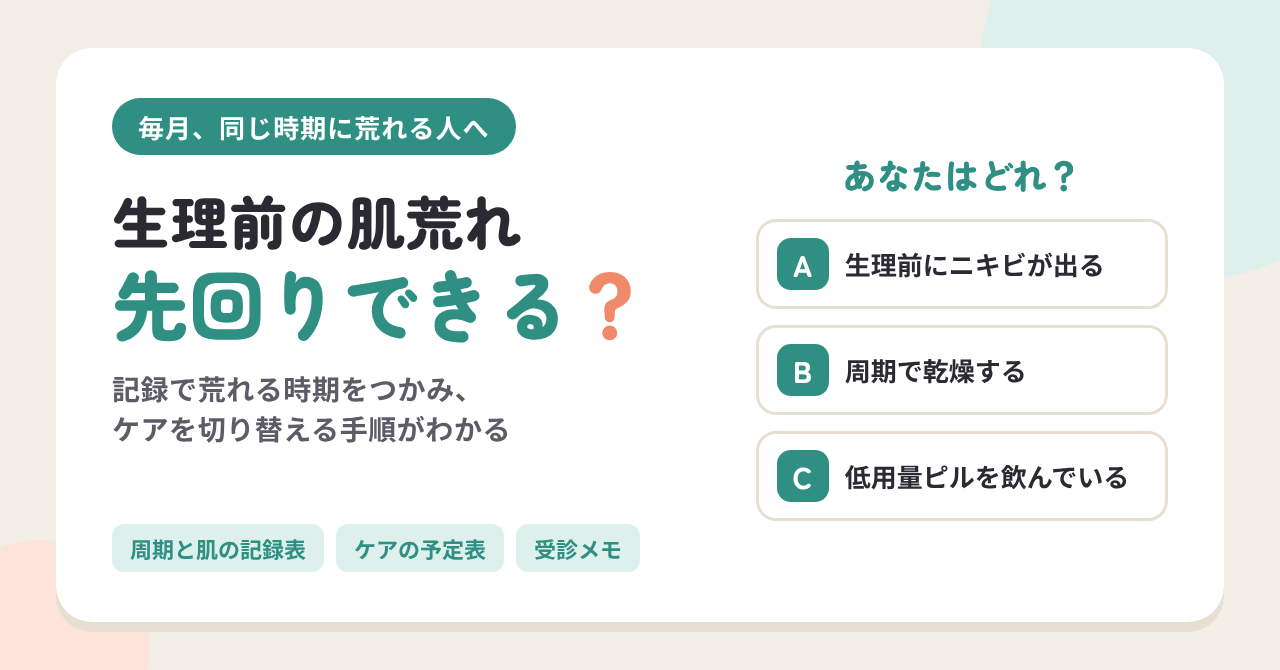 毎月、同じ時期に荒れる人へ
生理前の肌荒れ
先回りできる？
記録で荒れる時期をつかみ、
ケアを切り替える手順がわかる
周期と肌の記録表
ケアの予定表
受診メモ
あなたはどれ？
A 生理前にニキビが出る
B 周期で乾燥する
C 低用量ピルを飲んでいる